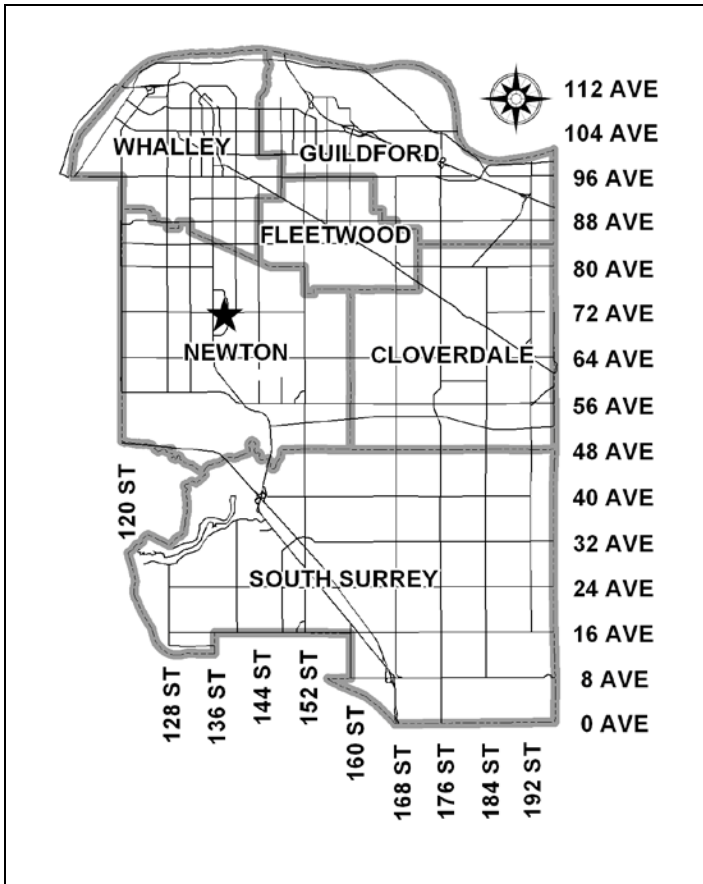 112 AVE
104 AVE
WHALLEY
GUILDFORD
96 AVE
88 AVE
FLEETWOOD
80 AVE
72 AVE
NEWTON
CLOVERDALE
64 AVE
56 AVE
48 AVE
120 ST
40 AVE
32 AVE
SOUTH SURREY
24 AVE
16 AVE
8 AVE
0 AVE
128 ST
136 ST
144 ST
152 ST
160 ST
168 ST
176 ST
184 ST
192 ST